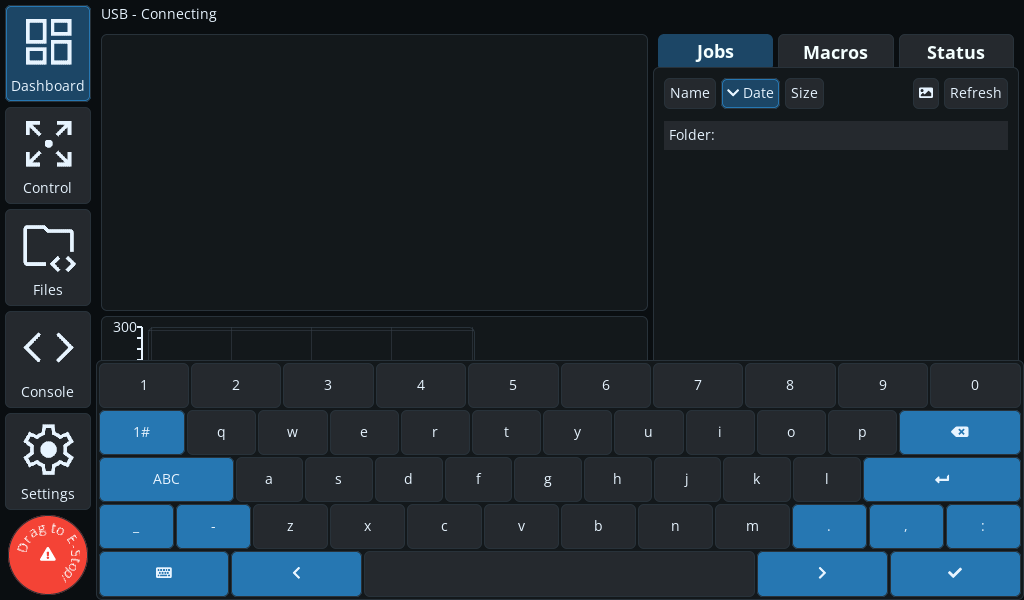 USB - Connecting
Dashboard
Control
Files
Console
Settings
Drag to E-Stop!
Jobs Macros Status
Name Date Size Refresh
Folder:
300
1 2 3 4 5 6 7 8 9 0
1# q w e r t y u i o p
ABC a s d f g h j k l
_ - z x c v b n m . , :